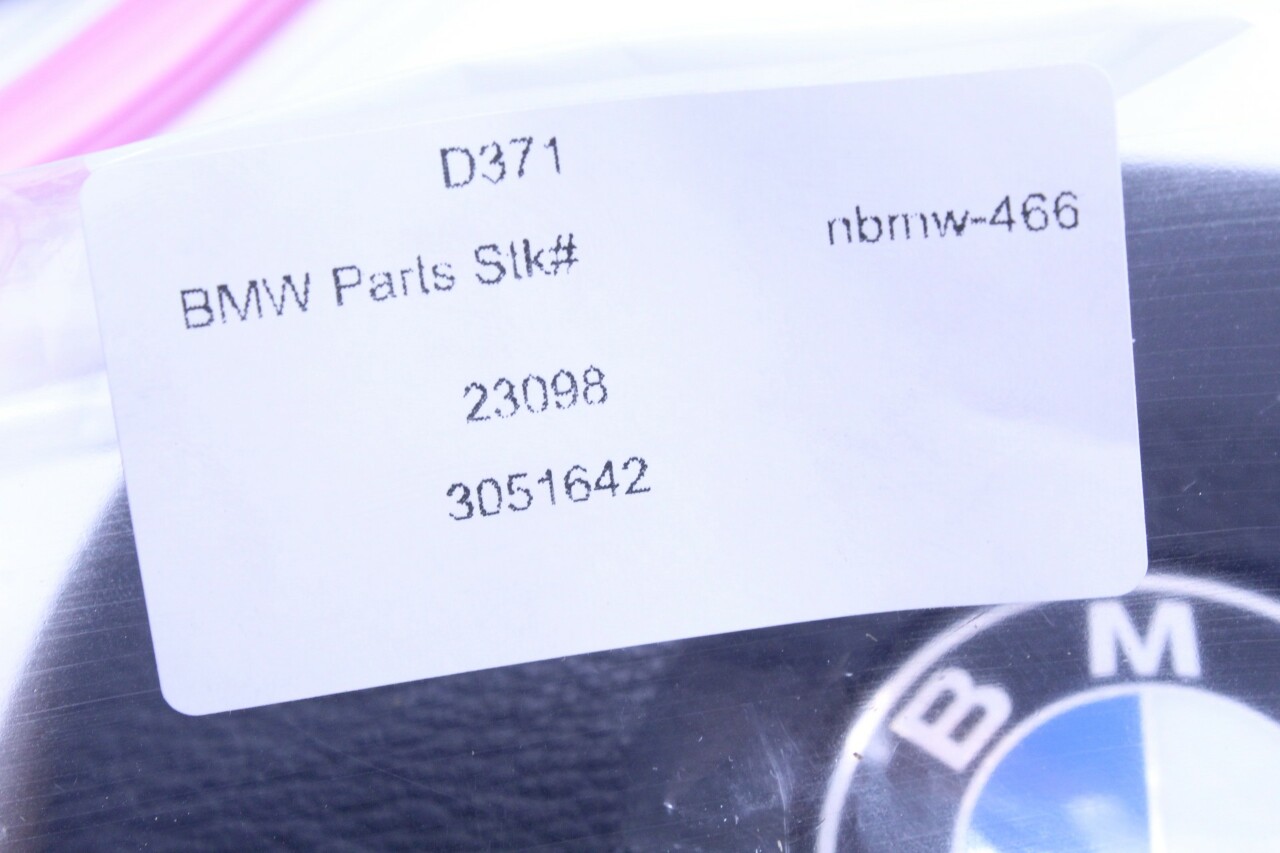 D371
nbmw-466
BMW Parts Stk#
23098
3051642
B M